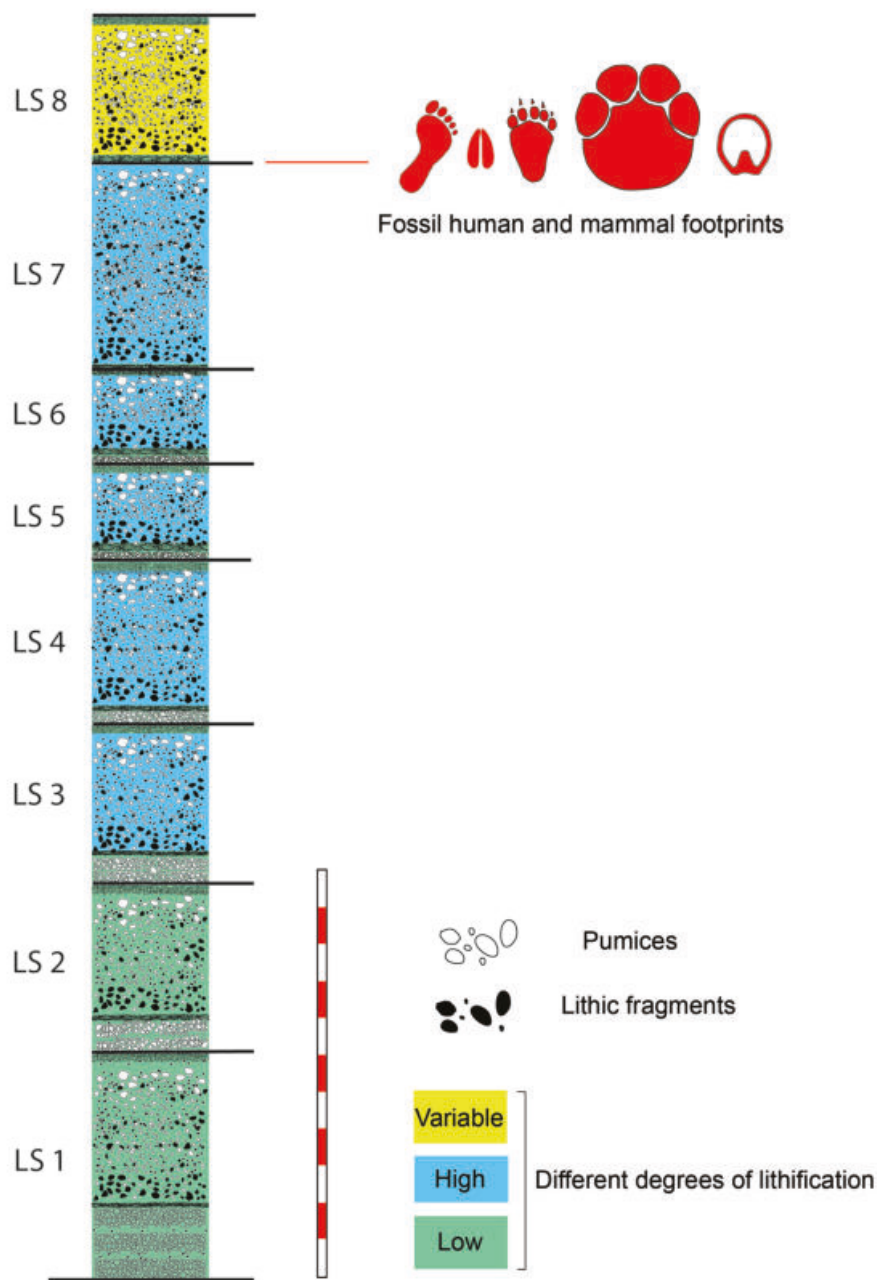 LS 8
Fossil human and mammal footprints
LS 7
LS 6
LS 5
LS 4
LS 3
LS 2
Pumices
Lithic fragments
LS 1
Variable
High
Different degrees of lithification
Low